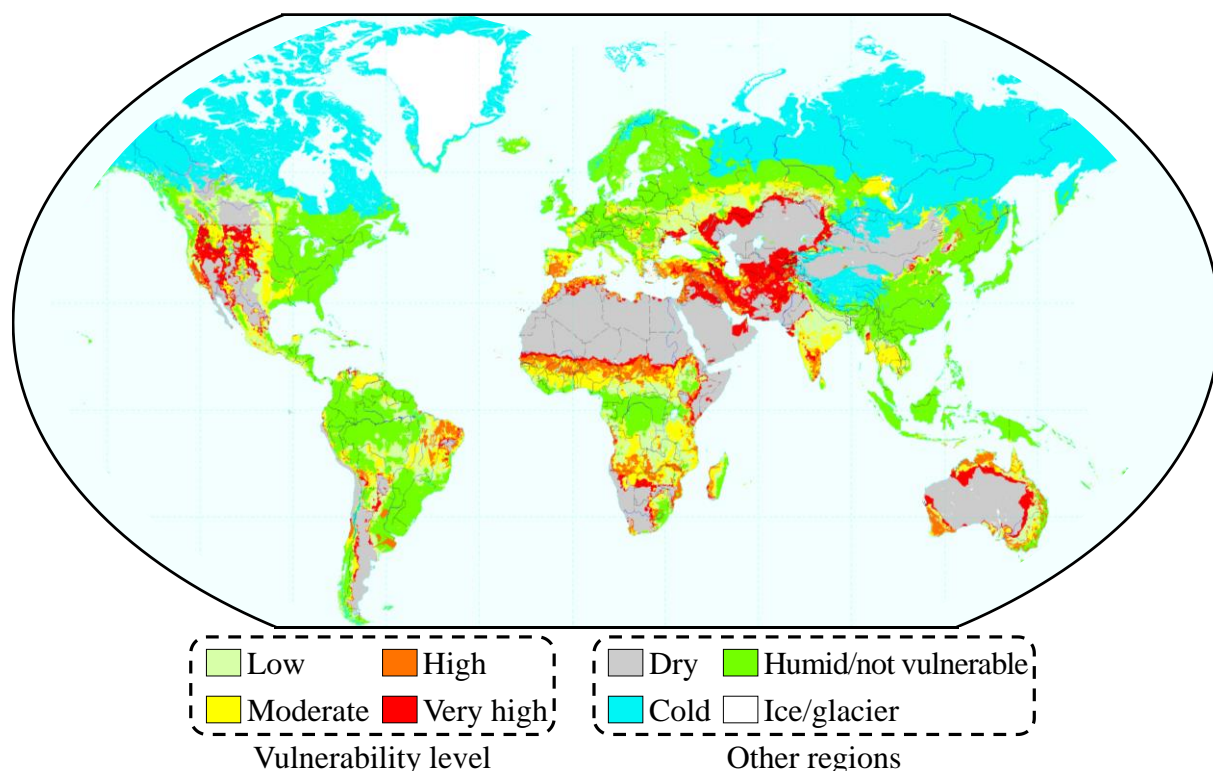 Low
High
Moderate
Very high
Vulnerability level
Dry
Humid/not vulnerable
Cold
Ice/glacier
Other regions